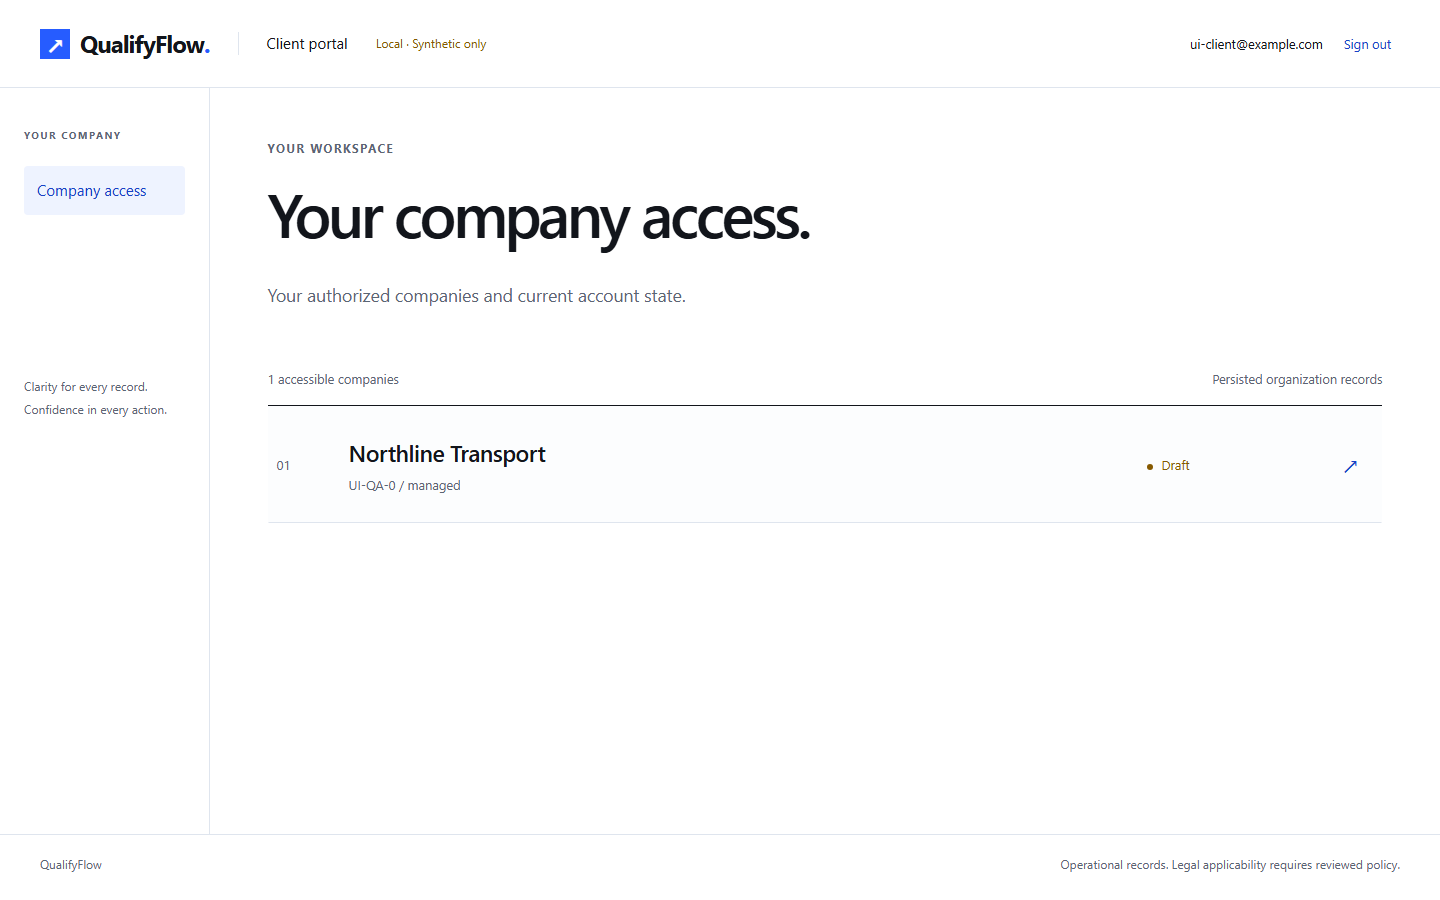 QualifyFlow.
Client portal
Local · Synthetic only
ui-client@example.com
Sign out
YOUR COMPANY
Company access
Clarity for every record.
Confidence in every action.
YOUR WORKSPACE
Your company access.
Your authorized companies and current account state.
1 accessible companies
Persisted organization records
01
Northline Transport
UI-QA-0 / managed
Draft
QualifyFlow
Operational records. Legal applicability requires reviewed policy.